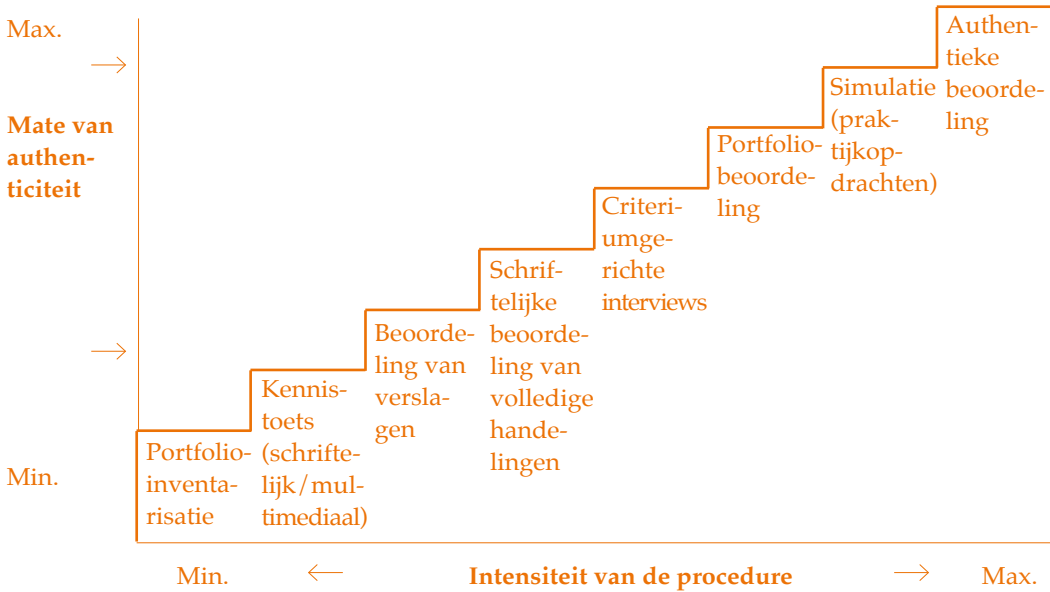 Max.
Mate van
authen-
ticiteit
Min.
Authen-
tieke
beoorde-
ling
Simulatie
(prak-
tijkop-
drachten)
Portfolio-
beoorde-
ling
Criteri-
umge-
richte
interviews
Schrif-
telijke
beoorde-
ling van
volledige
hande-
lingen
Beoorde-
ling van
versla-
gen
Kennis-
toets
(schrifte-
lijk/mul-
timediaal)
Portfolio-
inventa-
risatie
Min.
Intensiteit van de procedure
Max.